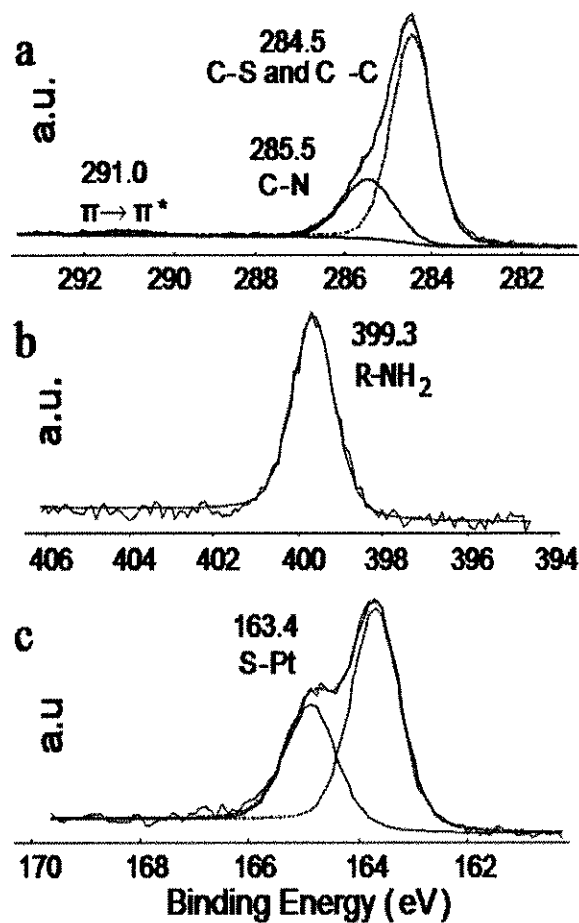 a
a.u.
284.5
C-S and C -C
285.5
C-N
291.0
π→ π*
292 290 288 286 284 282
b
a.u.
399.3
R-NH₂
406 404 402 400 398 396 394
c
a.u
163.4
S-Pt
170 168 166 164 162
Binding Energy ( eV)